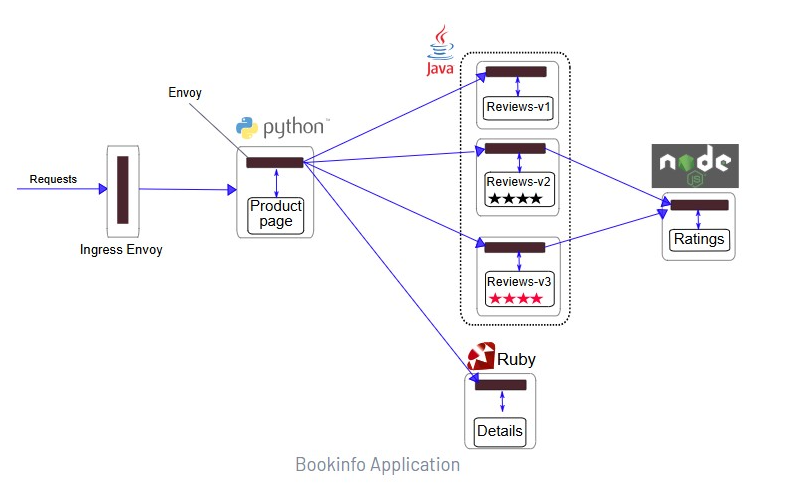 Java
Envoy
python™
Reviews-v1
Requests
Reviews-v2
node
JS
Product
page
Ingress Envoy
Ratings
Reviews-v3
Ruby
Details
Bookinfo Application